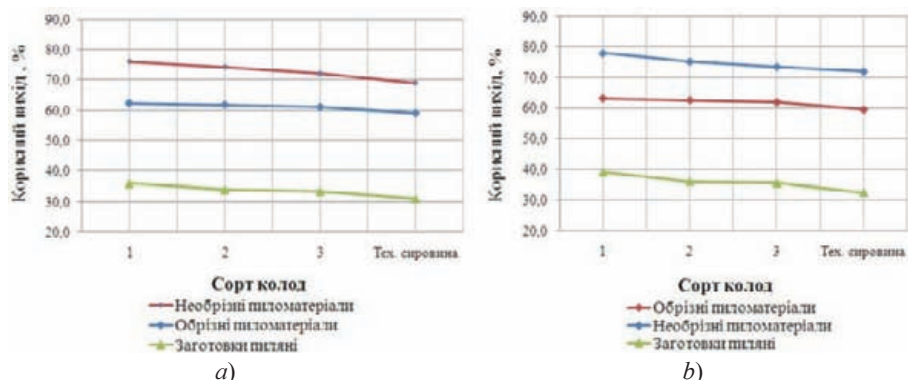 90,0
80,0
70,0
60,0
50,0
40,0
30,0
20,0
Корисний вихід, %
1 2 3 Тех. сировина
Сорт колод
Необрізні пиломатеріали
Обрізні пиломатеріали
Заготовки пиляні
a)
90,0
80,0
70,0
60,0
50,0
40,0
30,0
20,0
Корисний вихід, %
1 2 3 Тех. сировина
Сорт колод
Обрізні пиломатеріали
Необрізні пиломатеріали
Заготовки пиляні
b)